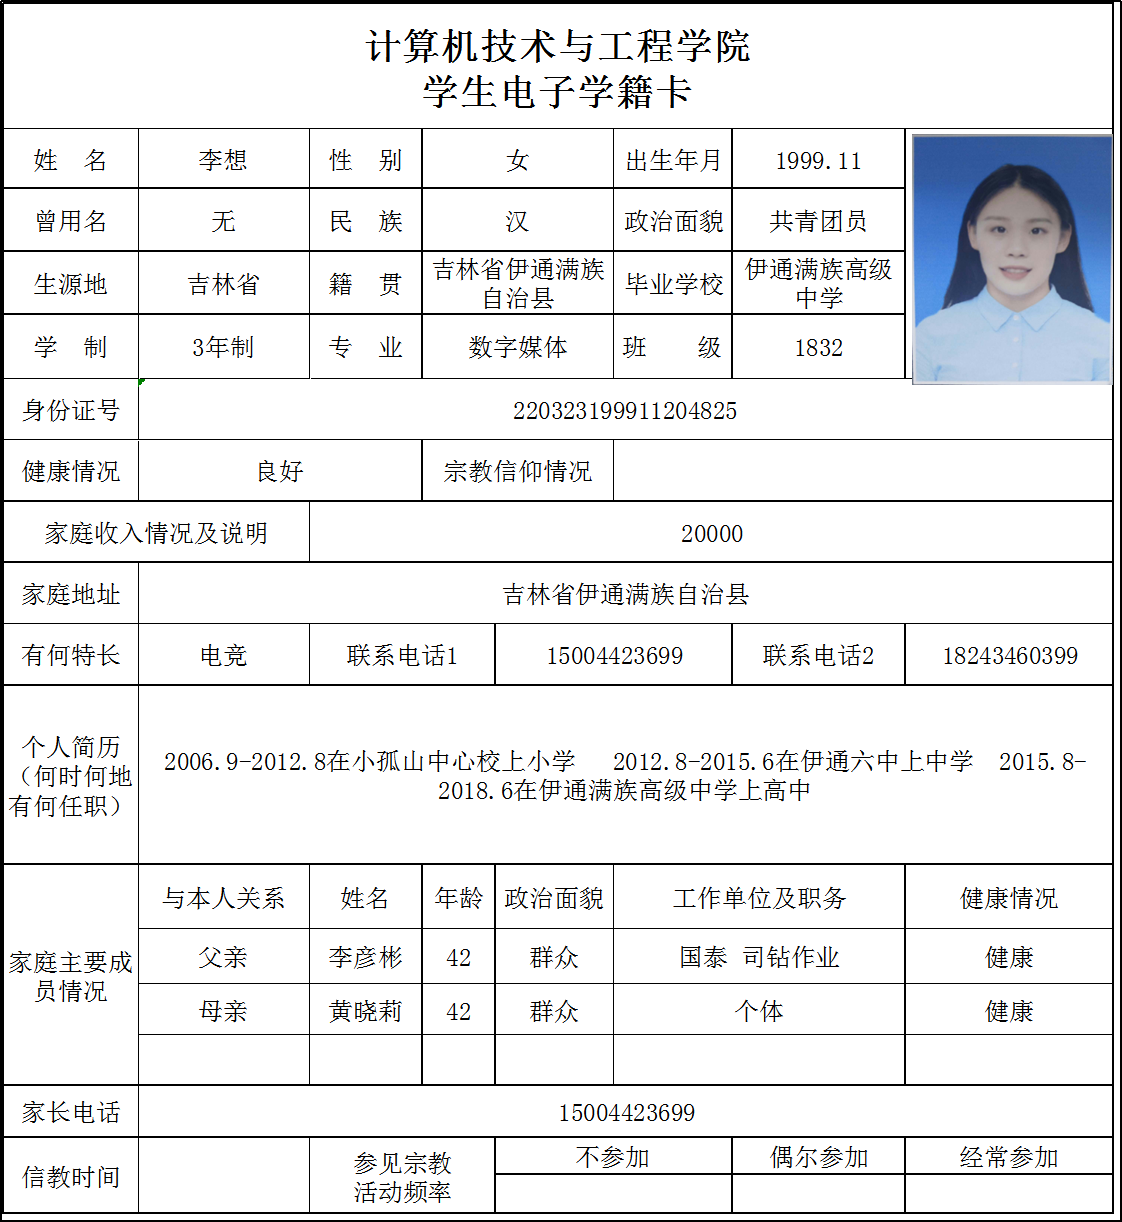 计算机技术与工程学院
学生电子学籍卡
姓 名 李想 性 别 女 出生年月 1999.11
曾用名 无 民 族 汉 政治面貌 共青团员
生源地 吉林省 籍 贯 吉林省伊通满族 毕业学校 伊通满族高级
自治县 中学
学 制 3年制 专 业 数字媒体 班 级 1832
身份证号 220323199911204825
健康情况 良好 宗教信仰情况
家庭收入情况及说明 20000
家庭地址 吉林省伊通满族自治县
有何特长 电竞 联系电话1 15004423699 联系电话2 18243460399
个人简历
（何时何地
有何任职）
2006.9-2012.8在小孤山中心校上小学 2012.8-2015.6在伊通六中上中学 2015.8-
2018.6在伊通满族高级中学上高中
家庭主要成
员情况
与本人关系 姓名 年龄 政治面貌 工作单位及职务 健康情况
父亲 李彦彬 42 群众 国泰 司钻作业 健康
母亲 黄晓莉 42 群众 个体 健康
家长电话 15004423699
信教时间 参见宗教
活动频率
不参加 偶尔参加 经常参加